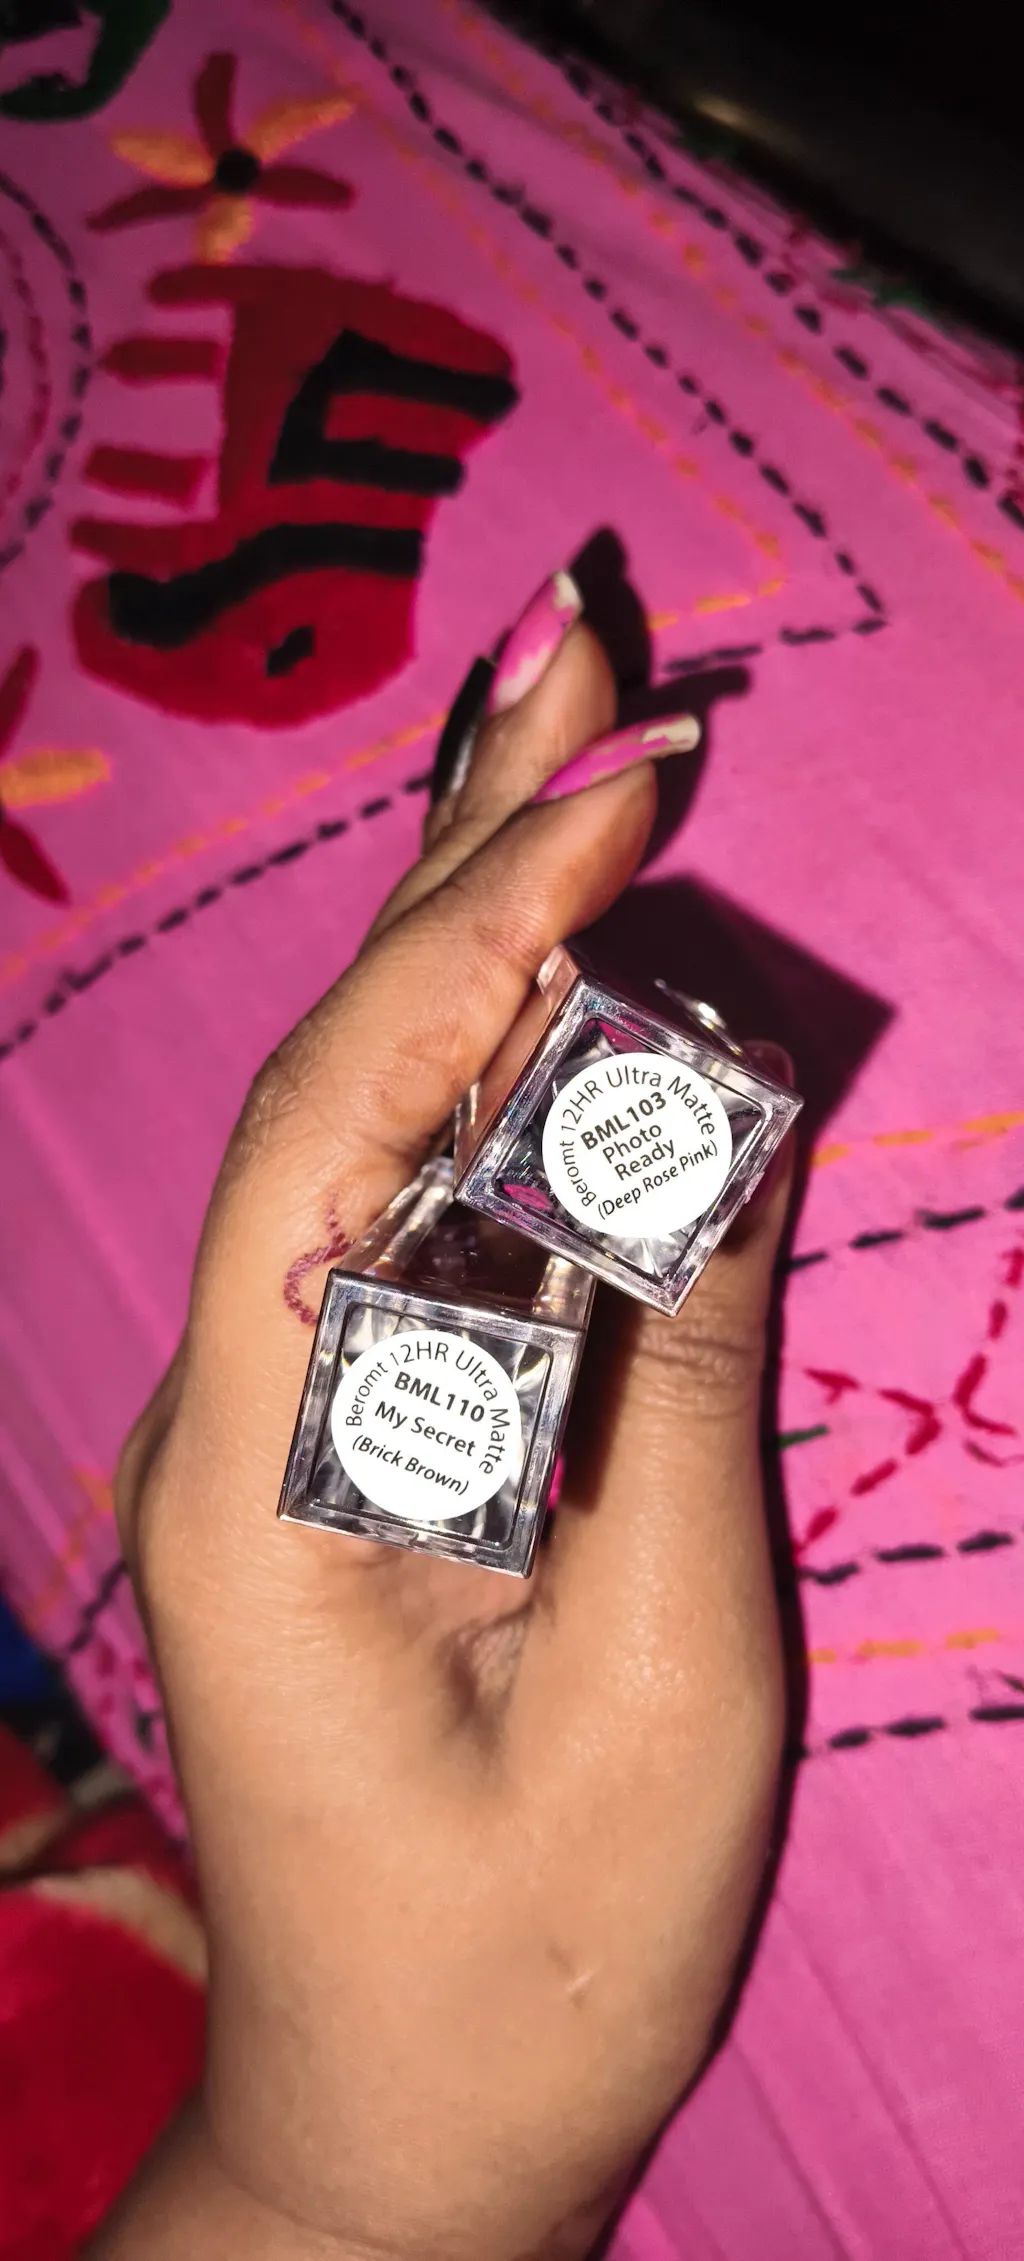 Beromt 12HR Ultra Matte
BML103
Photo
Ready
(Deep Rose Pink)
Beromt 12HR Ultra Matte
BML110
My Secret
(Brick Brown)